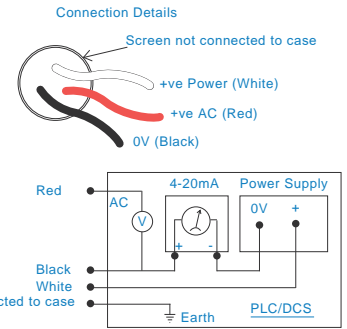 Connection Details
Screen not connected to case
+ve Power (White)
+ve AC (Red)
0V (Black)
4-20mA
Power Supply
Red
AC
V
0V
+
+
-
Black
White
cted to case
Earth
PLC/DCS